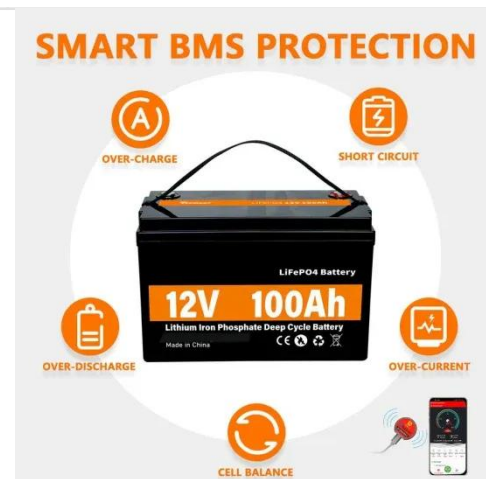 SMART BMS PROTECTION
OVER-CHARGE
SHORT CIRCUIT
LiFePO4 Battery
12V 100Ah
Lithium Iron Phosphate Deep Cycle Battery
Made in China
CE
OVER-DISCHARGE
OVER-CURRENT
CELL BALANCE